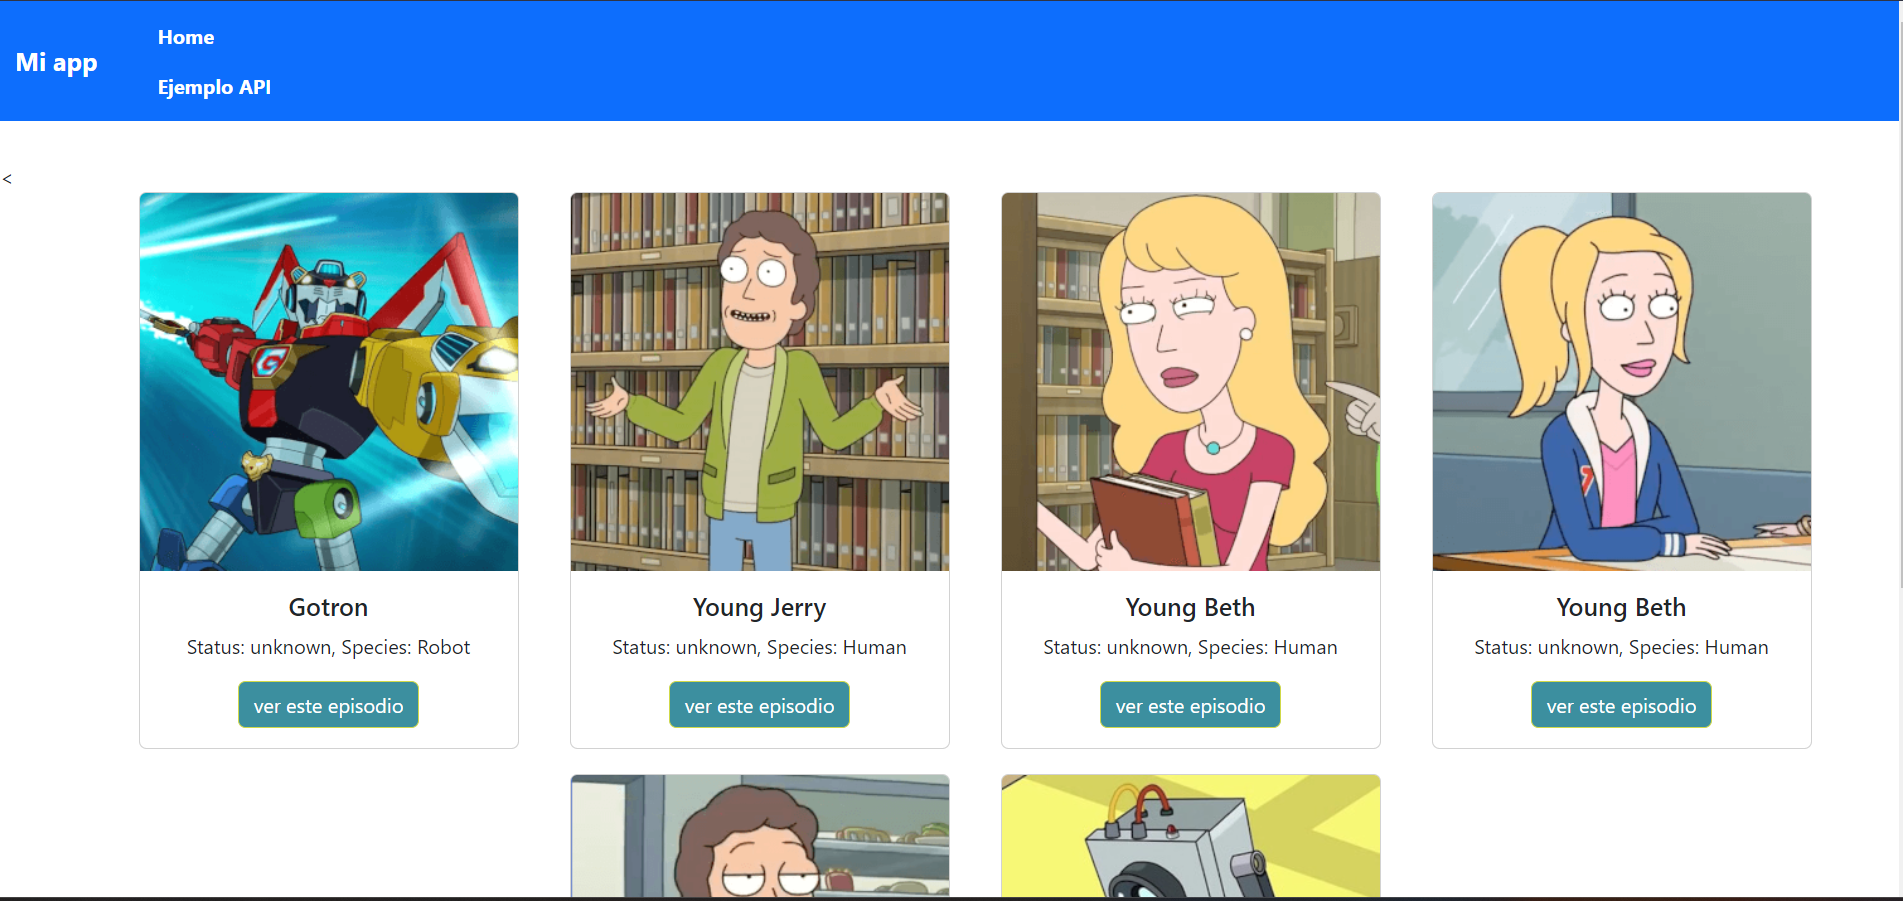 Mi app
Home
Ejemplo API
<
G
Gotron
Status: unknown, Species: Robot
ver este episodio
Young Jerry
Status: unknown, Species: Human
ver este episodio
Young Beth
Status: unknown, Species: Human
ver este episodio
Young Beth
Status: unknown, Species: Human
ver este episodio